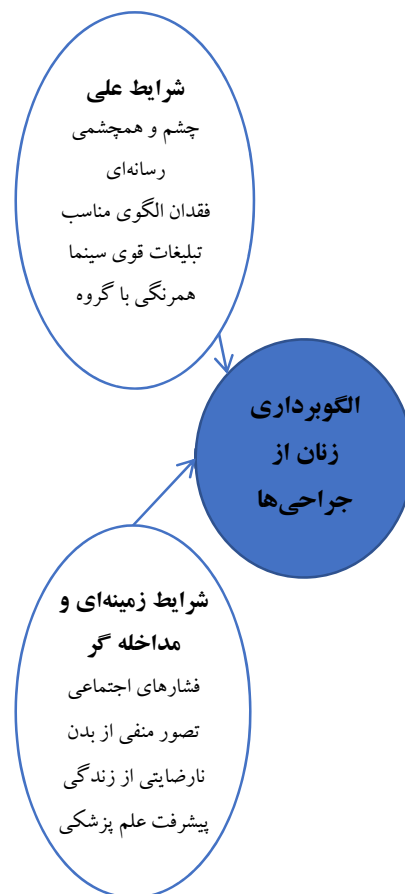 شرایط علی
چشم و همچشمی
رسانه‌ای
فقدان الگوی مناسب
تبلیغات قوی سینما
همرنگی با گروه
الگوبرداری
زنان از
جراحی‌ها
شرایط زمینه‌ای و
مداخله گر
فشارهای اجتماعی
تصور منفی از بدن
نارضایتی از زندگی
پیشرفت علم پزشکی